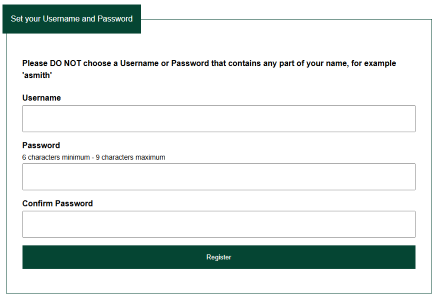 Set your Username and Password
Please DO NOT choose a Username or Password that contains any part of your name, for example
'asmith'
Username
Password
6 characters minimum - 9 characters maximum
Confirm Password
Register